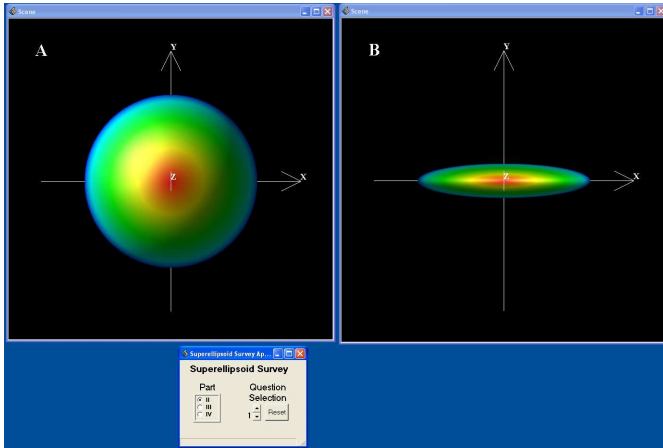 Scene
A
Y
X
Z
Scene
B
Y
X
Z
Superellipsoid Survey Ap...
Superellipsoid Survey
Part
II
III
IV
Question
Selection
1
Reset